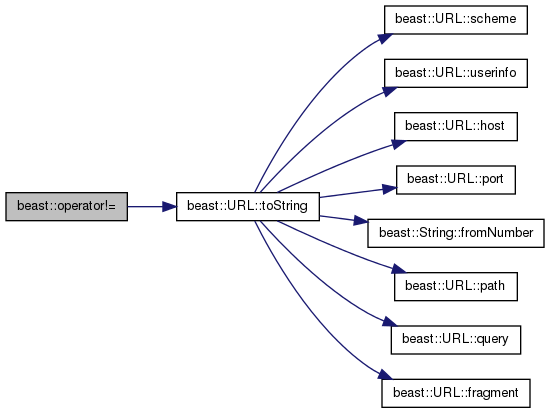 beast::operator!=
beast::URL::toString
beast::URL::scheme
beast::URL::userinfo
beast::URL::host
beast::URL::port
beast::String::fromNumber
beast::URL::path
beast::URL::query
beast::URL::fragment